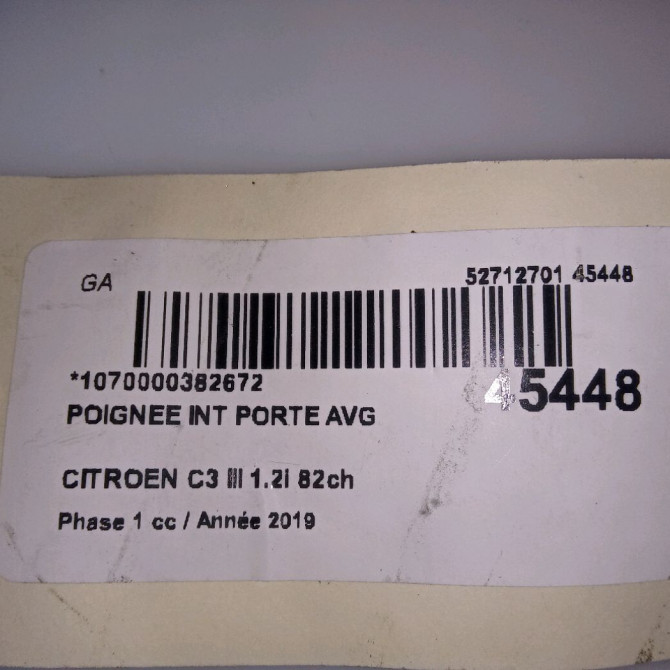 GA
52712701 45448
*1070000382672
45448
POIGNEE INT PORTE AVG
CITROEN C3 III 1.2i 82ch
Phase 1 cc / Année 2019